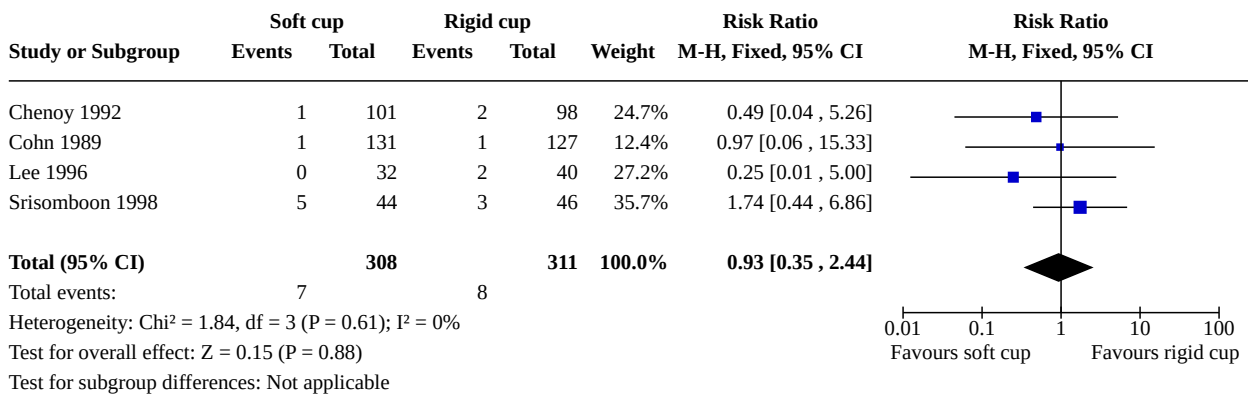 Soft cup Rigid cup Risk Ratio Risk Ratio
Study or Subgroup Events Total Events Total Weight M-H, Fixed, 95% CI M-H, Fixed, 95% CI
Chenoy 1992 1 101 2 98 24.7% 0.49 [0.04 , 5.26]
Cohn 1989 1 131 1 127 12.4% 0.97 [0.06 , 15.33]
Lee 1996 0 32 2 40 27.2% 0.25 [0.01 , 5.00]
Srisomboon 1998 5 44 3 46 35.7% 1.74 [0.44 , 6.86]
Total (95% CI) 308 311 100.0% 0.93 [0.35 , 2.44]
Total events: 7 8
Heterogeneity: Chi² = 1.84, df = 3 (P = 0.61); I² = 0%
Test for overall effect: Z = 0.15 (P = 0.88)
Test for subgroup differences: Not applicable
0.01 0.1 1 10 100
Favours soft cup Favours rigid cup